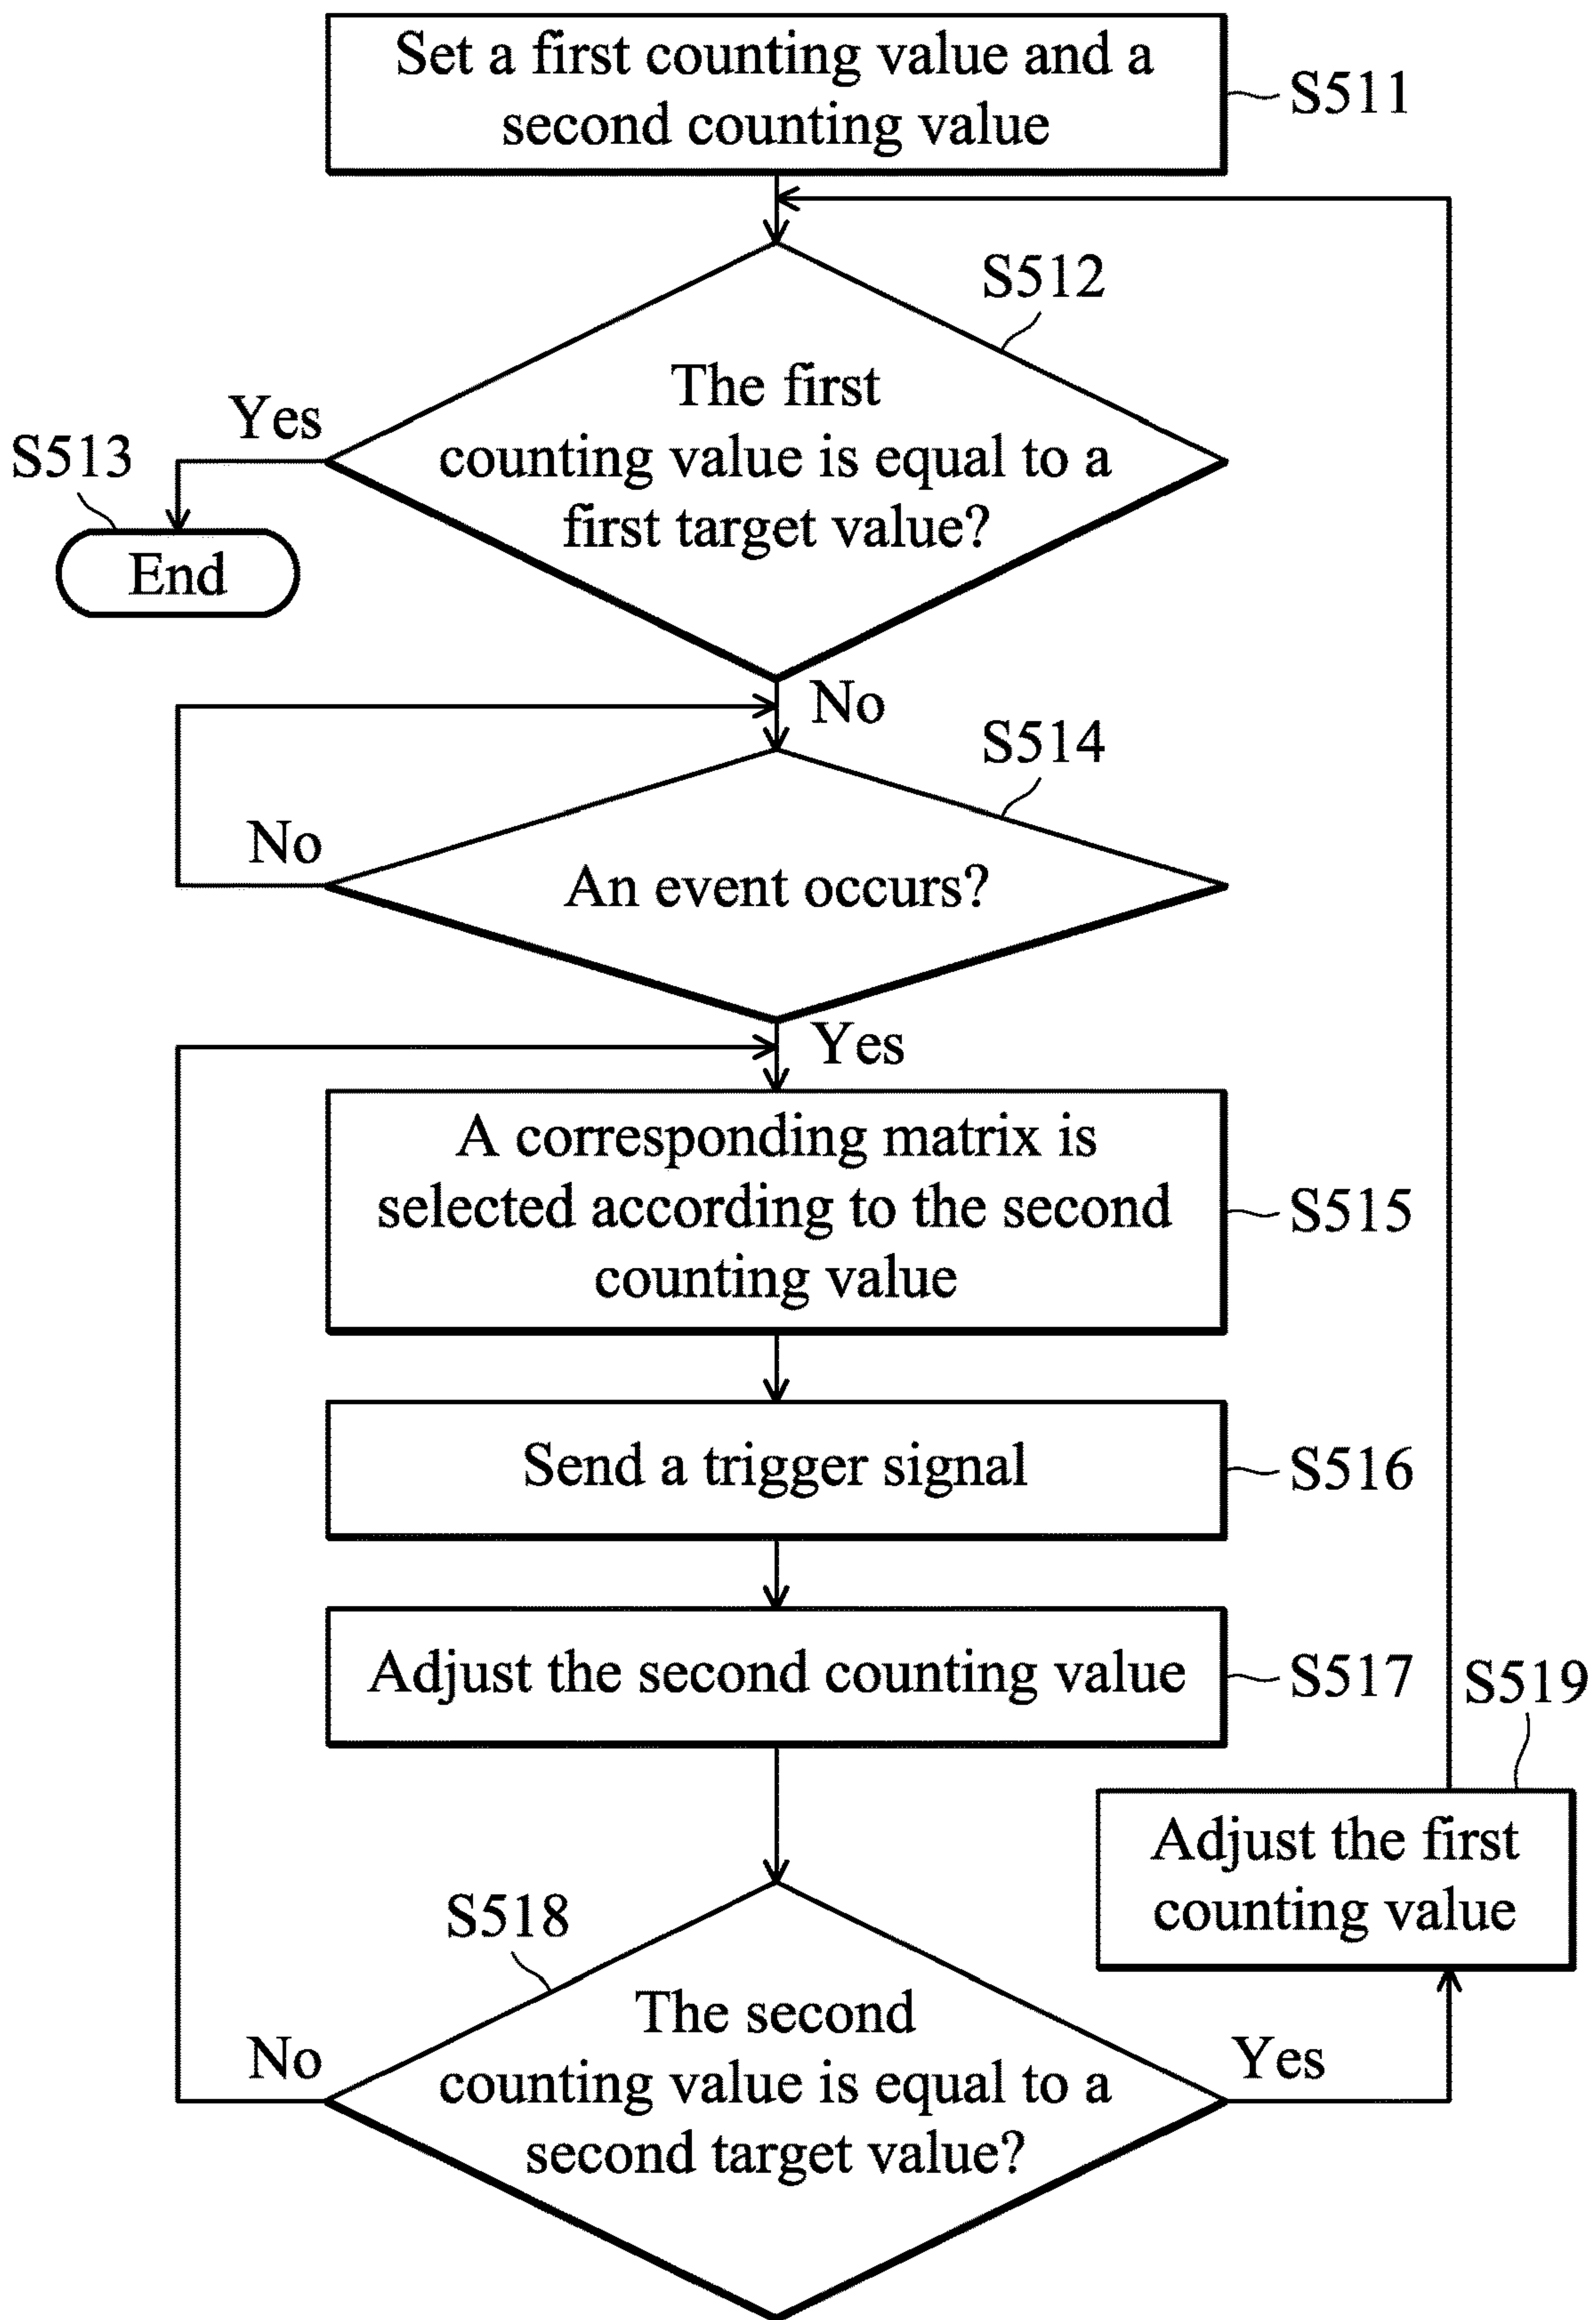 Set a first counting value and a
second counting value
S511
S512
The first
counting value is equal to a
first target value?
Yes
S513
End
No
S514
An event occurs?
No
Yes
A corresponding matrix is
selected according to the second
counting value
S515
Send a trigger signal
S516
Adjust the second counting value
S517
S519
Adjust the first
counting value
S518
The second
counting value is equal to a
second target value?
No
Yes